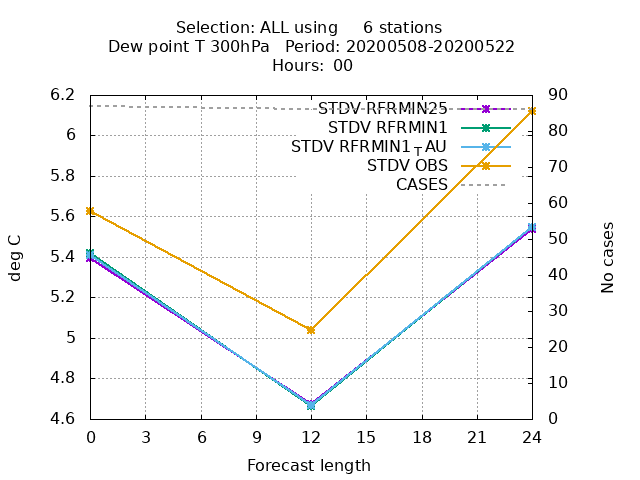 Selection: ALL using 6 stations
Dew point T 300hPa Period: 20200508-20200522
Hours: 00
6.2
6
5.8
5.6
5.4
5.2
5
4.8
4.6
deg C
STDV RFRMIN25
STDV RFRMIN1
STDV RFRMIN1_TAU
STDV OBS
CASES
90
80
70
60
50
40
30
20
10
0
No cases
0 3 6 9 12 15 18 21 24
Forecast length